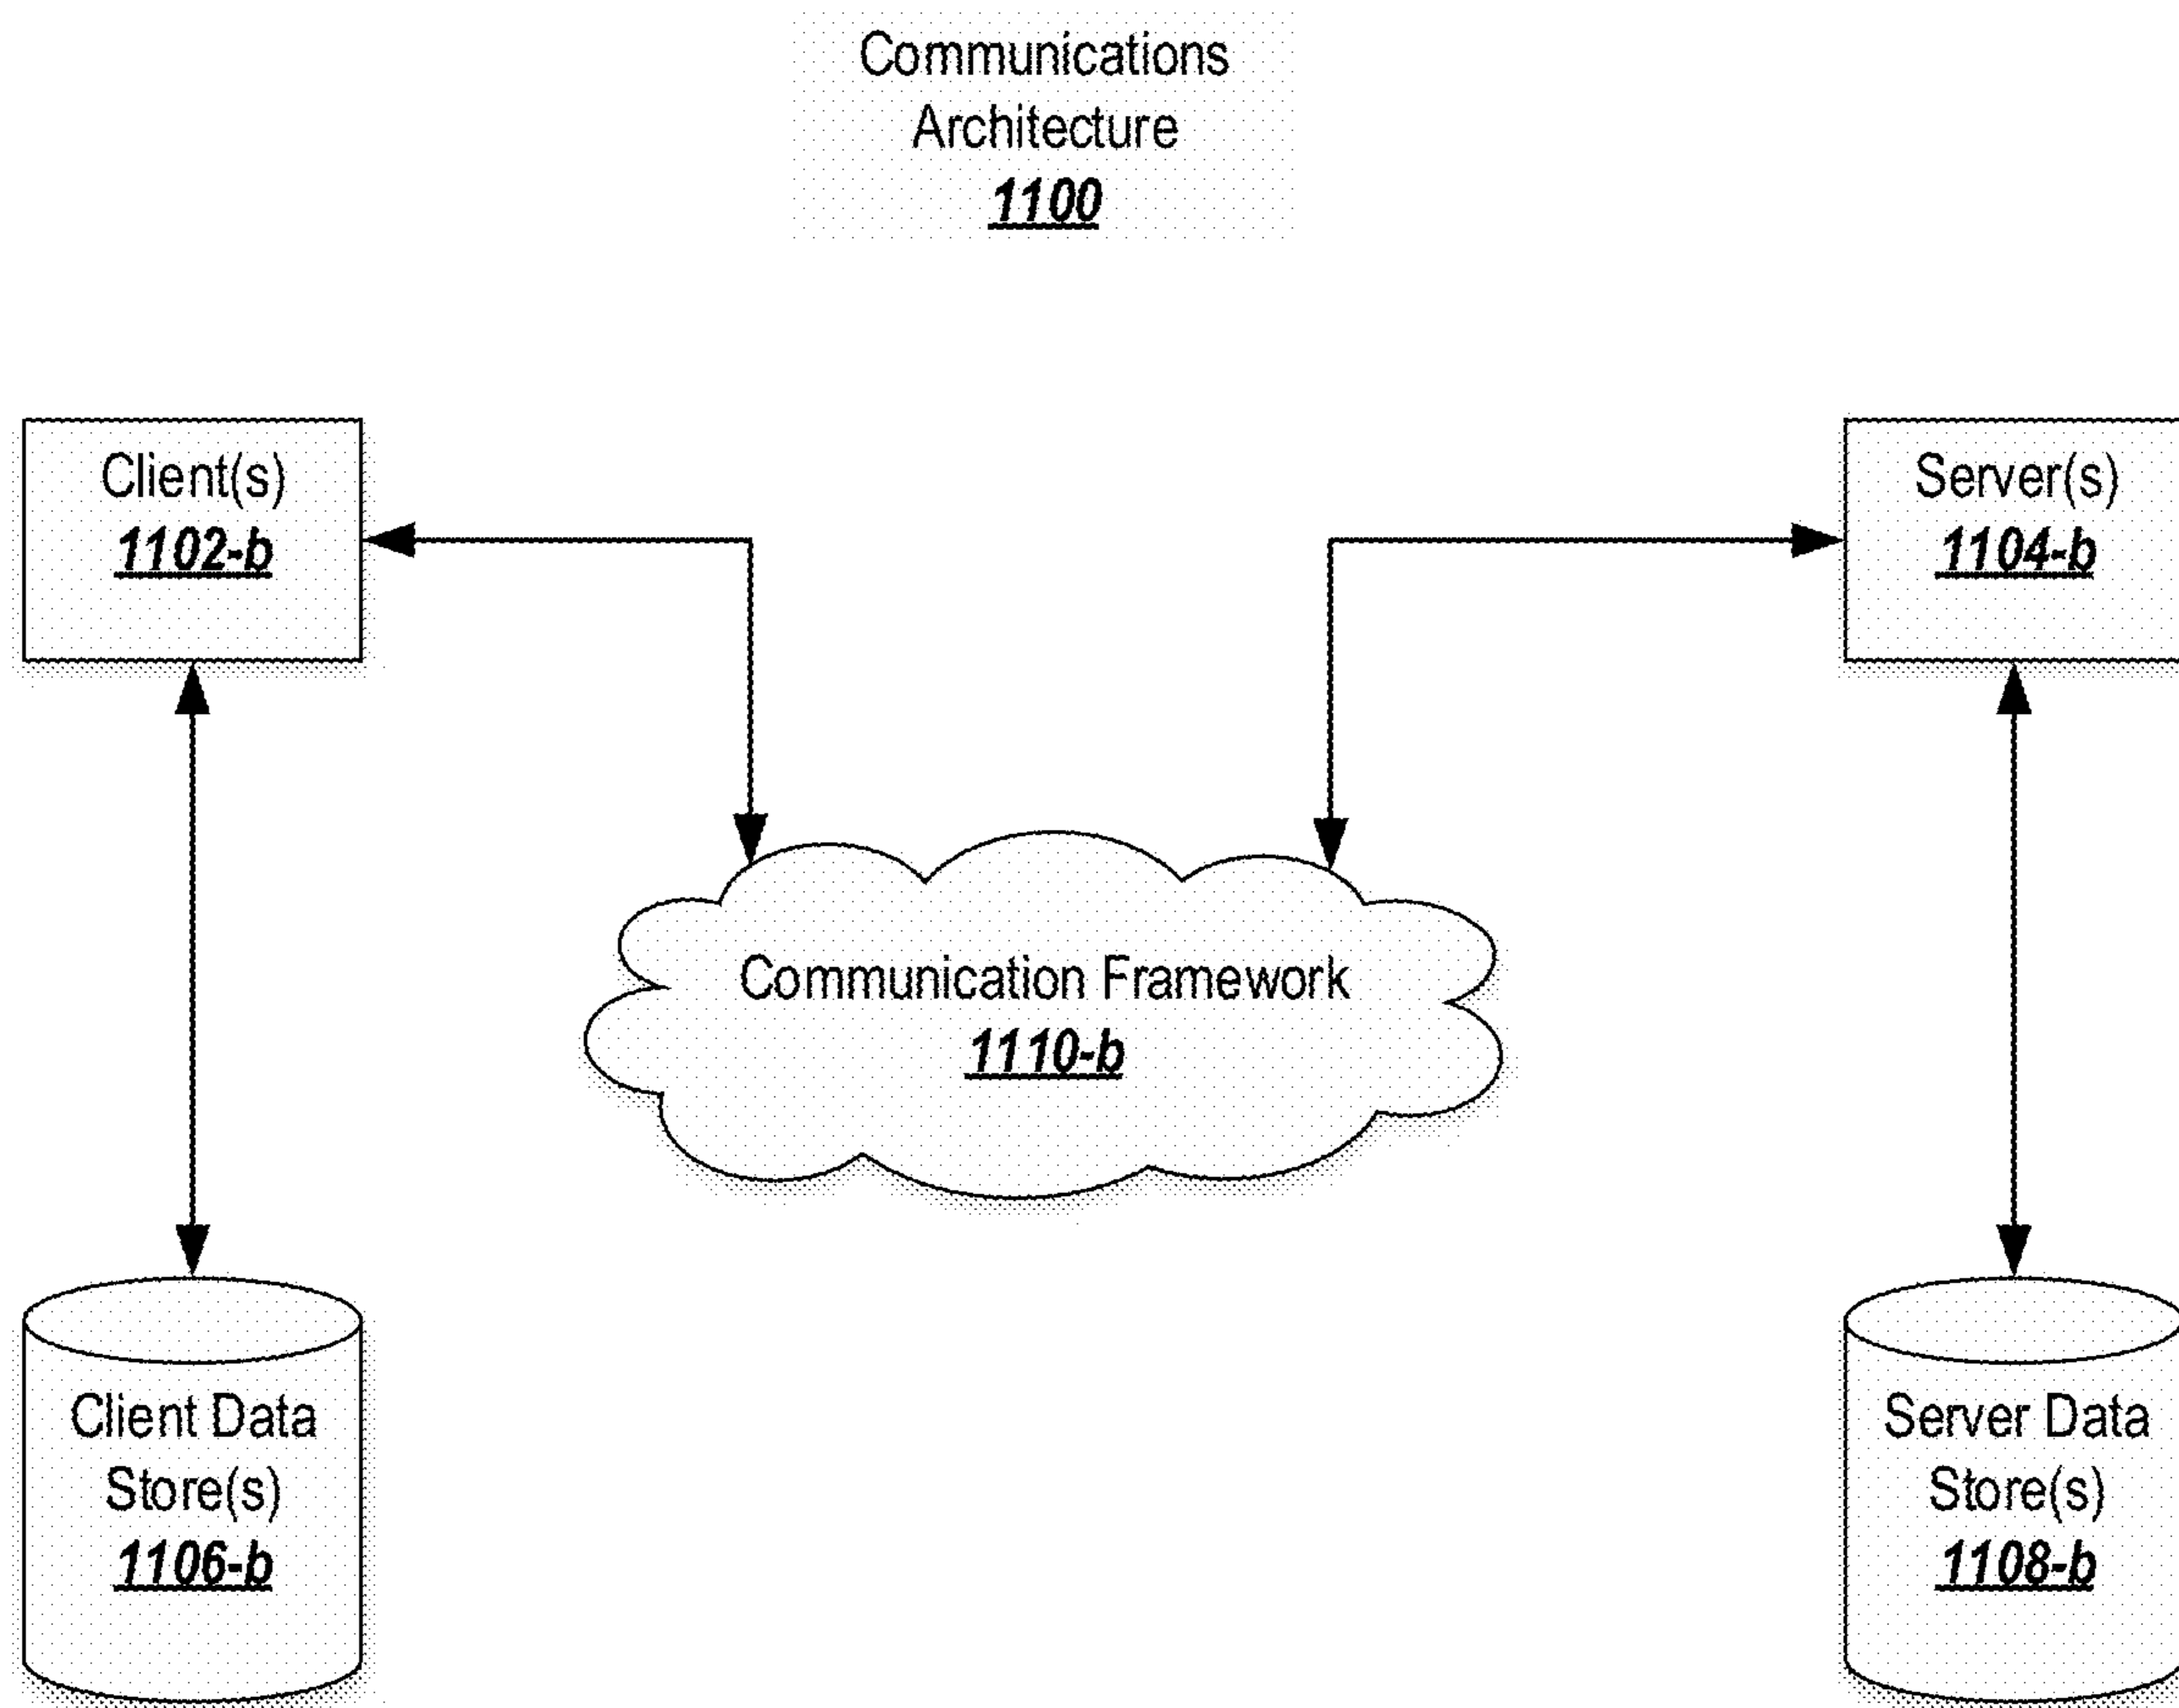 Communications
Architecture
1100
Client(s)
1102-b
Server(s)
1104-b
Communication Framework
1110-b
Client Data
Store(s)
1106-b
Server Data
Store(s)
1108-b